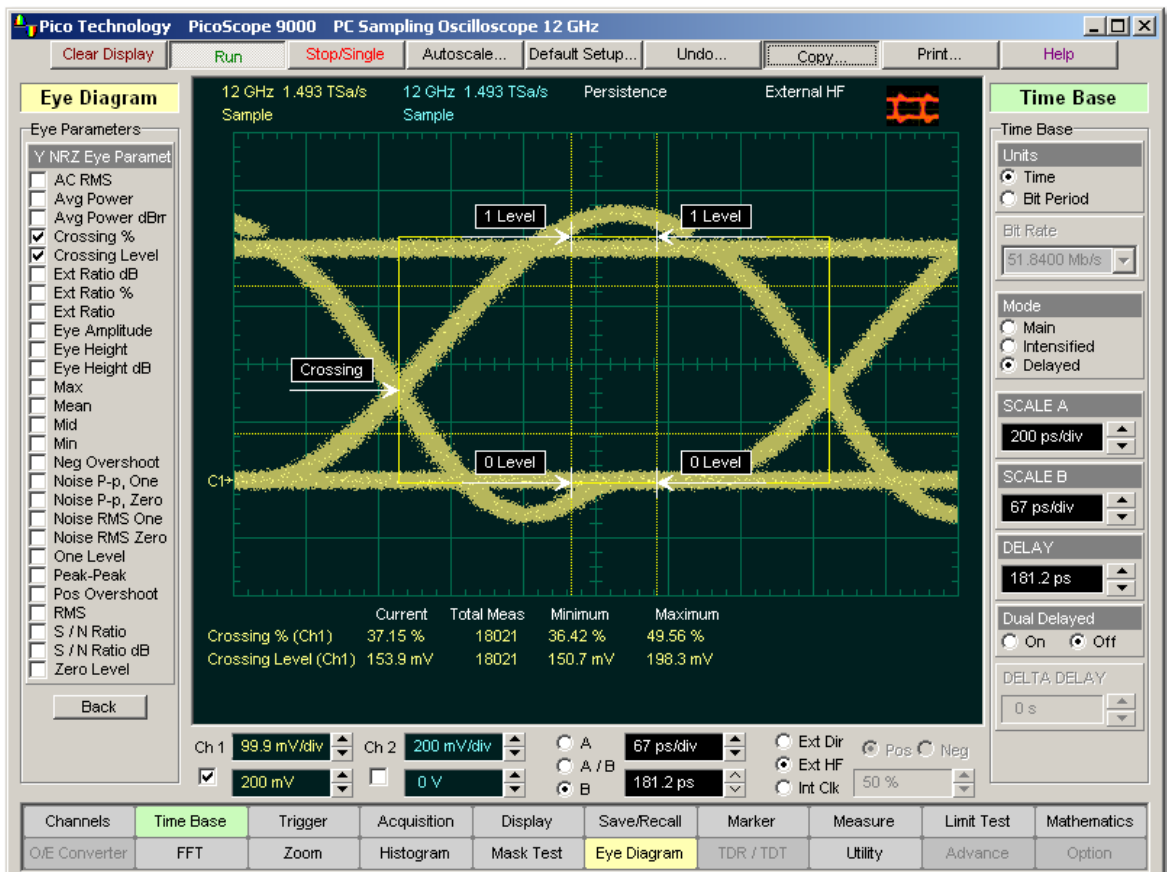 Pico Technology PicoScope 9000 PC Sampling Oscilloscope 12 GHz
Clear Display Run Stop/Single Autoscale... Default Setup... Undo... Copy... Print... Help
Eye Diagram
Eye Parameters
Y NRZ Eye Paramet
AC RMS
Avg Power
Avg Power dBm
Crossing %
Crossing Level
Ext Ratio dB
Ext Ratio %
Ext Ratio
Eye Amplitude
Eye Height
Eye Height dB
Max
Mean
Mid
Min
Neg Overshoot
Noise P-p, One
Noise P-p, Zero
Noise RMS One
Noise RMS Zero
One Level
Peak-Peak
Pos Overshoot
RMS
S / N Ratio
S / N Ratio dB
Zero Level
Back
12 GHz 1.493 TSa/s 12 GHz 1.493 TSa/s Persistence External HF
Sample Sample
1 Level 1 Level
Crossing
0 Level 0 Level
C1
Current Total Meas Minimum Maximum
Crossing % (Ch1) 37.15 % 18021 36.42 % 49.56 %
Crossing Level (Ch1) 153.9 mV 18021 150.7 mV 198.3 mV
Time Base
Time Base
Units
Time
Bit Period
Bit Rate
51.8400 Mb/s
Mode
Main
Intensified
Delayed
SCALE A
200 ps/div
SCALE B
67 ps/div
DELAY
181.2 ps
Dual Delayed
On Off
DELTA DELAY
0 s
Ch 1 99.9 mV/div Ch 2 200 mV/div A 67 ps/div Ext Dir Pos Neg
A / B Ext HF
200 mV 0 V B 181.2 ps Int Clk 50 %
Channels Time Base Trigger Acquisition Display Save/Recall Marker Measure Limit Test Mathematics
O/E Converter FFT Zoom Histogram Mask Test Eye Diagram TDR / TDT Utility Advance Option